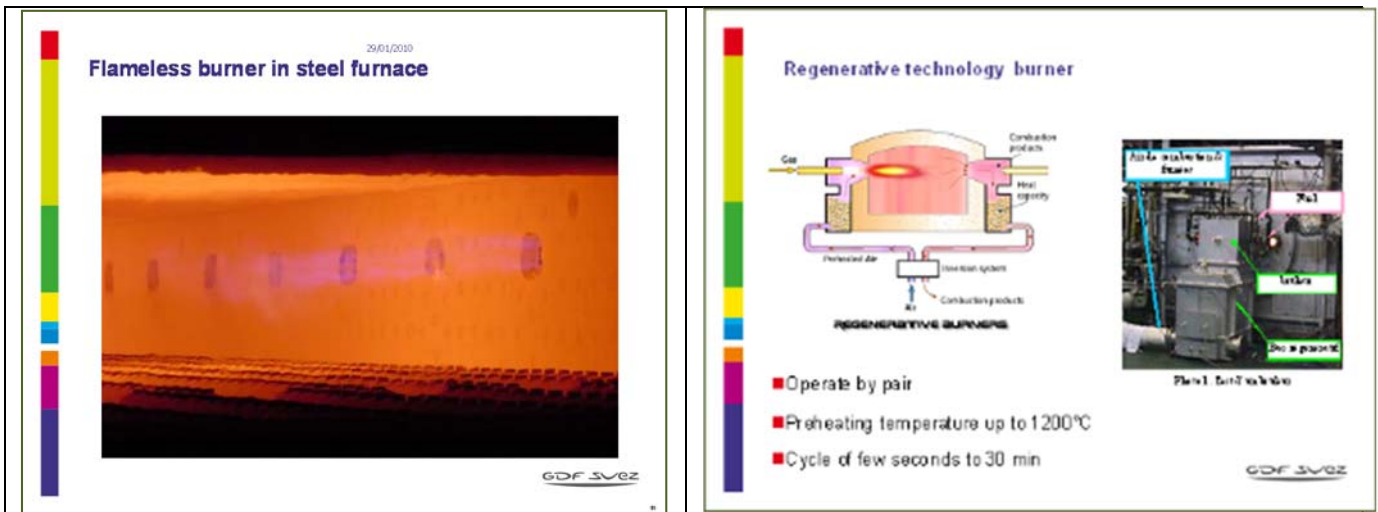 29/01/2010
Flameless burner in steel furnace
GDF SUEZ
Regenerative technology burner
Gas
Combustion
products
Heat
capacity
Preheated Air
Inversion system
Air
Combustion products
REGENERATIVE BURNERS
Operate by pair
Preheating temperature up to 1200°C
Cycle of few seconds to 30 min
GDF SUEZ